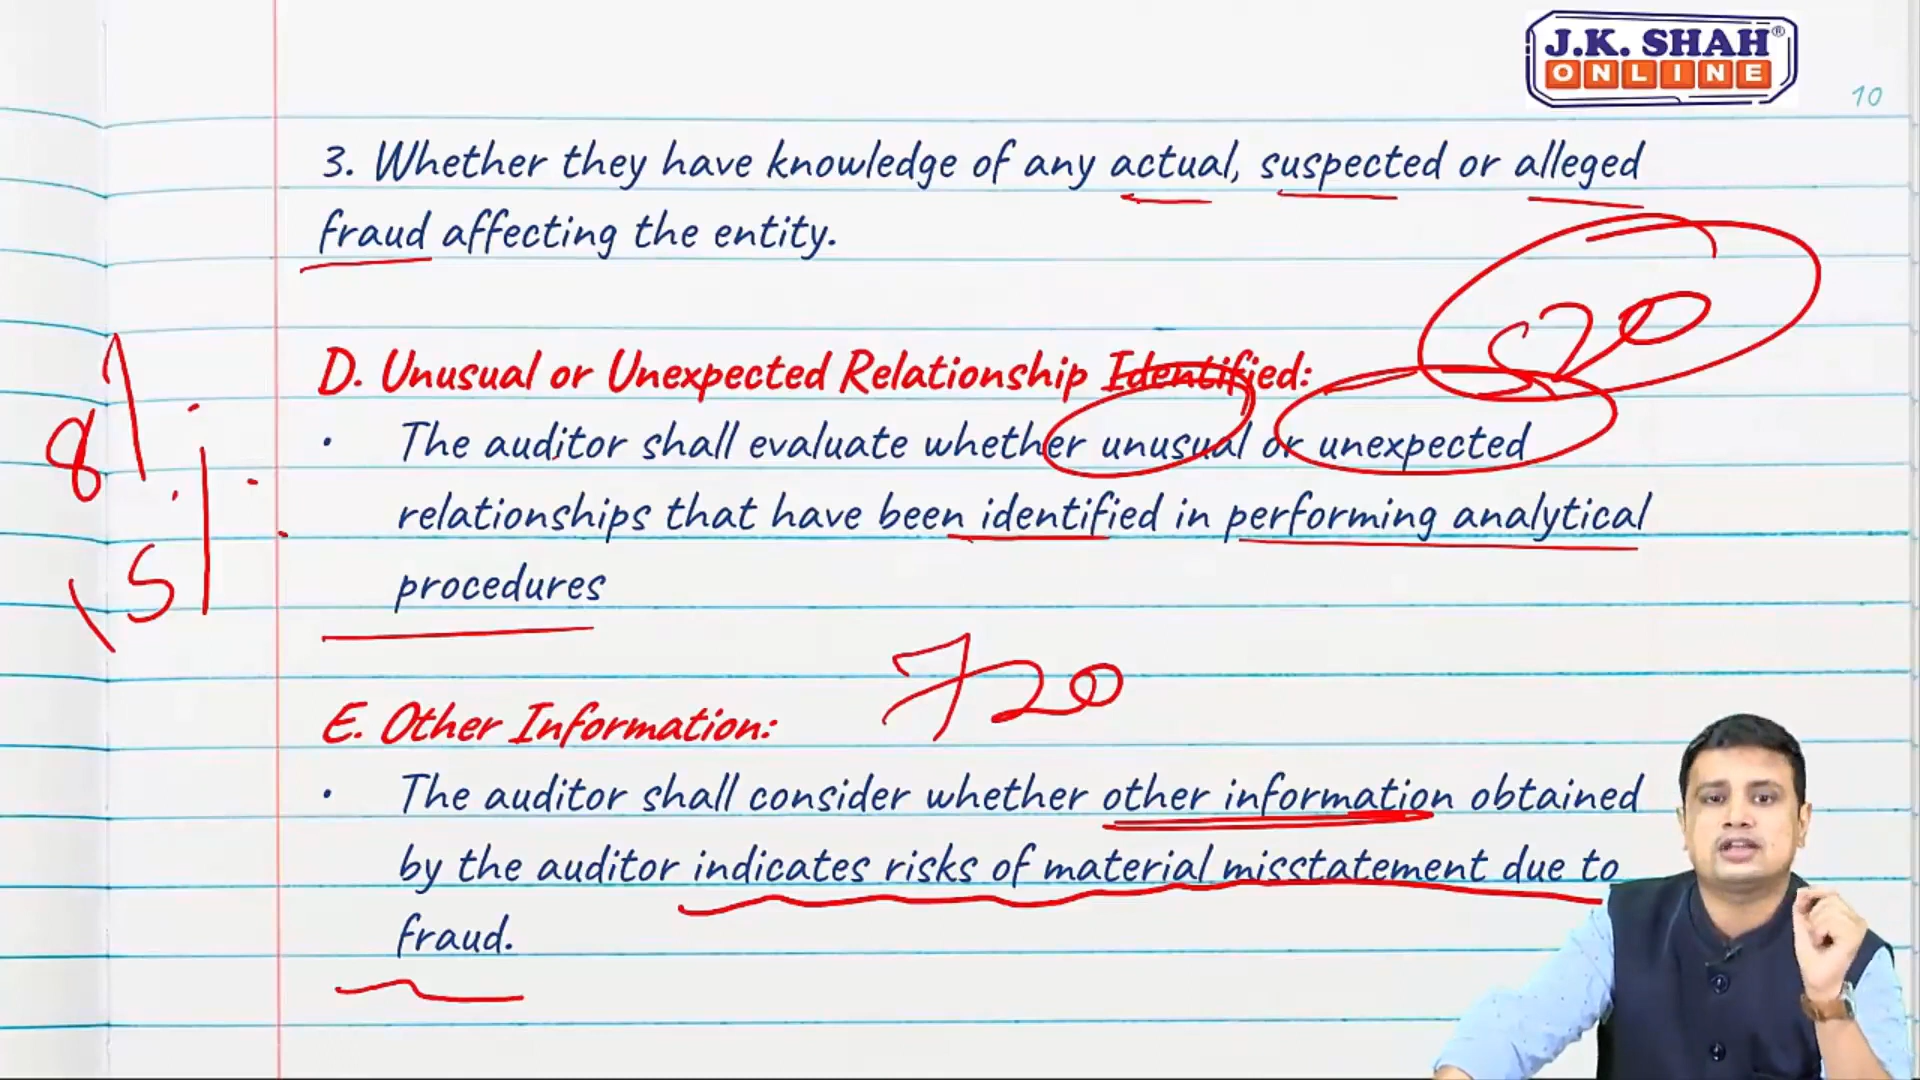 J.K. SHAH®
ONLINE
10
3. Whether they have knowledge of any actual, suspected or alleged
fraud affecting the entity.
520
D. Unusual or Unexpected Relationship Identified:
• The auditor shall evaluate whether unusual or unexpected
8
relationships that have been identified in performing analytical
15
procedures
720
E. Other Information:
• The auditor shall consider whether other information obtained
by the auditor indicates risks of material misstatement due to
fraud.